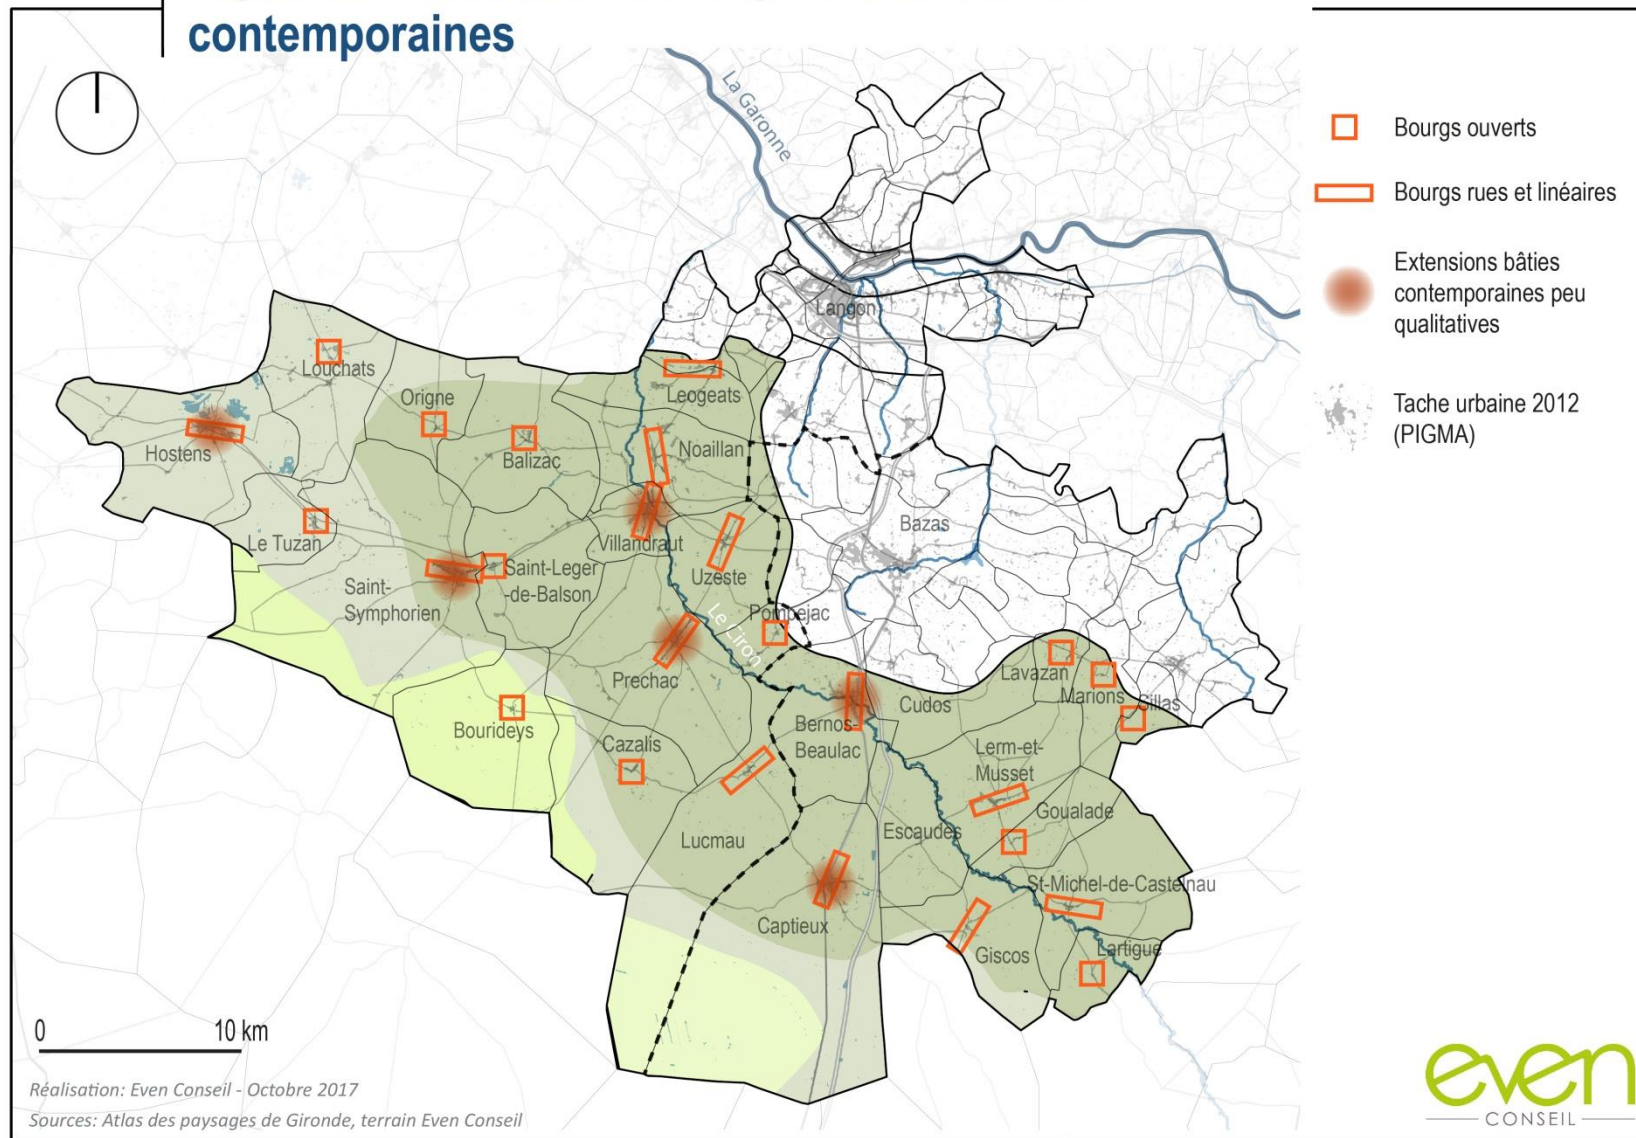 contemporaines
La Garonne
Bourgs ouverts
Bourgs rues et linéaires
Extensions bâties
contemporaines peu
qualitatives
Tache urbaine 2012
(PIGMA)
Langon
Louchats
Leogeats
Origne
Hostens
Balizac
Noaillan
Bazas
Le Tuzan
Villandraut
Saint-Leger
-de-Balson
Uzeste
Saint-
Symphorien
Pompejac
Le Ciron
Prechac
Lavazan
Marions
Sillas
Cudos
Bourideys
Bernos-
Beaulac
Cazalis
Lerm-et-
Musset
Goualade
Escaudes
Lucmau
St-Michel-de-Castelnau
Captieux
Giscos
Lartigue
0 10 km
Réalisation: Even Conseil - Octobre 2017
Sources: Atlas des paysages de Gironde, terrain Even Conseil
even
CONSEIL